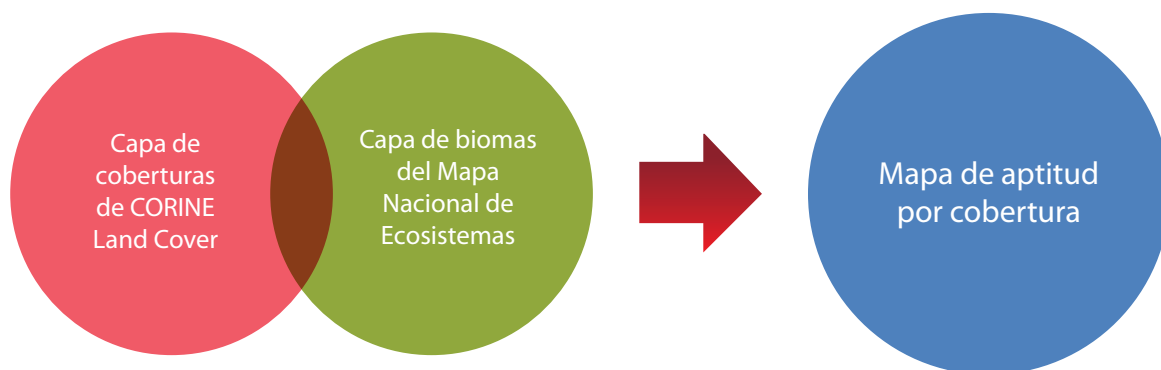 Capa de
coberturas
de CORINE
Land Cover
Capa de biomas
del Mapa
Nacional de
Ecosistemas
Mapa de aptitud
por cobertura